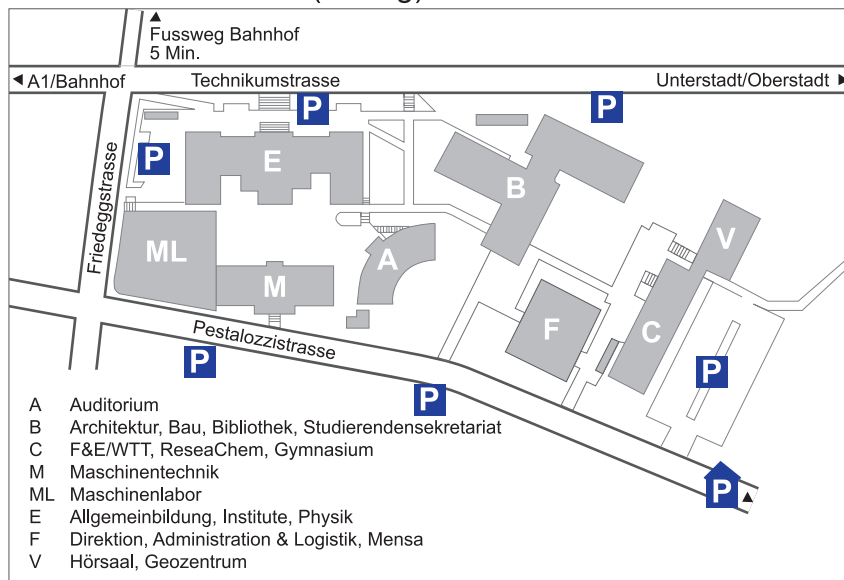 Fussweg Bahnhof
5 Min.
A1/Bahnhof
Technikumstrasse
Unterstadt/Oberstadt
P
P
P
E
B
Friedeggstrasse
V
ML
A
M
F
C
Pestalozzistrasse
P
P
P
P
A Auditorium
B Architektur, Bau, Bibliothek, Studierendensekretariat
C F&E/WTT, ReseaChem, Gymnasium
M Maschinentechnik
ML Maschinenlabor
E Allgemeinbildung, Institute, Physik
F Direktion, Administration & Logistik, Mensa
V Hörsaal, Geozentrum